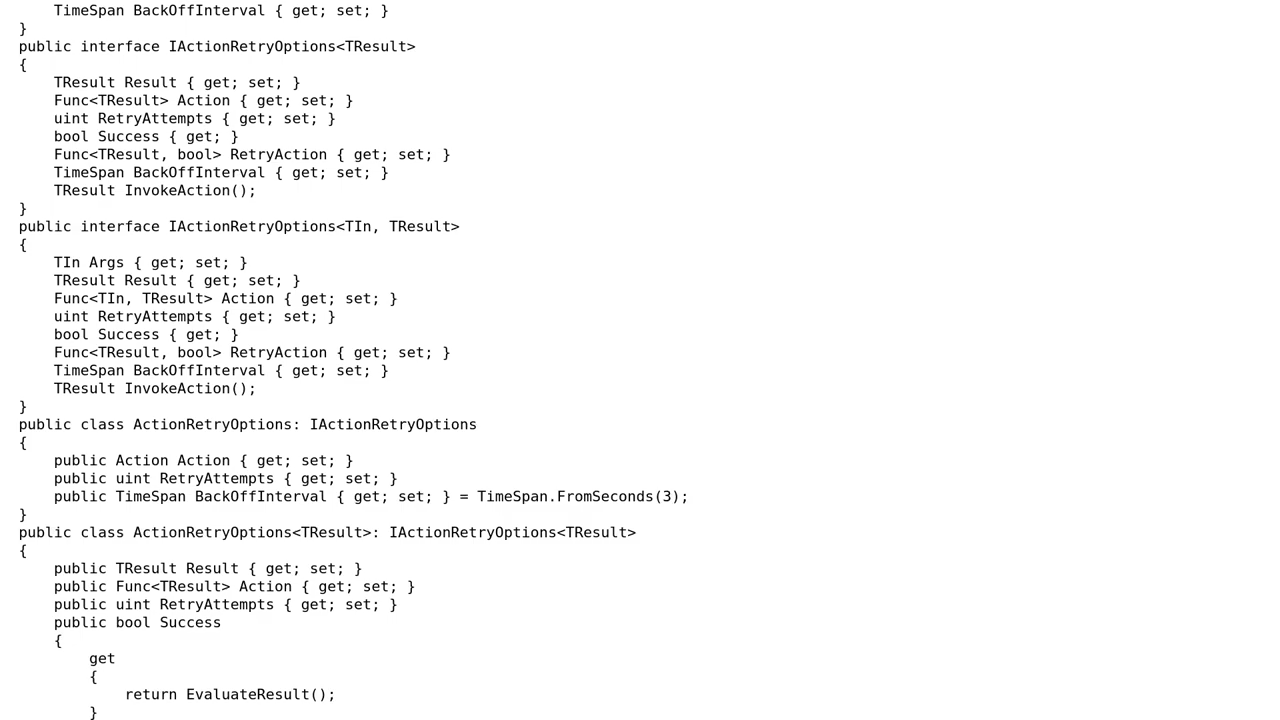 TimeSpan BackOffInterval { get; set; }
}
public interface IActionRetryOptions<TResult>
{
    TResult Result { get; set; }
    Func<TResult> Action { get; set; }
    uint RetryAttempts { get; set; }
    bool Success { get; }
    Func<TResult, bool> RetryAction { get; set; }
    TimeSpan BackOffInterval { get; set; }
    TResult InvokeAction();
}
public interface IActionRetryOptions<TIn, TResult>
{
    TIn Args { get; set; }
    TResult Result { get; set; }
    Func<TIn, TResult> Action { get; set; }
    uint RetryAttempts { get; set; }
    bool Success { get; }
    Func<TResult, bool> RetryAction { get; set; }
    TimeSpan BackOffInterval { get; set; }
    TResult InvokeAction();
}
public class ActionRetryOptions: IActionRetryOptions
{
    public Action Action { get; set; }
    public uint RetryAttempts { get; set; }
    public TimeSpan BackOffInterval { get; set; } = TimeSpan.FromSeconds(3);
}
public class ActionRetryOptions<TResult>: IActionRetryOptions<TResult>
{
    public TResult Result { get; set; }
    public Func<TResult> Action { get; set; }
    public uint RetryAttempts { get; set; }
    public bool Success
    {
        get
        {
            return EvaluateResult();
        }